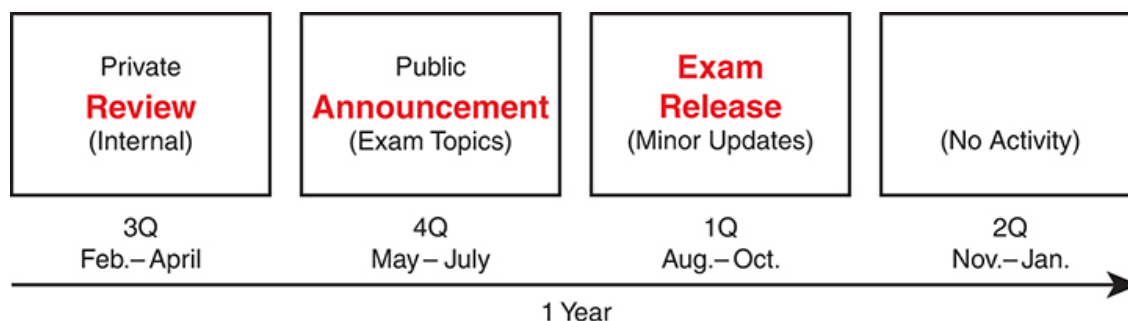 Private
Review
(Internal)
Public
Announcement
(Exam Topics)
Exam
Release
(Minor Updates)
(No Activity)
3Q
Feb.–April
4Q
May–July
1Q
Aug.–Oct.
2Q
Nov.–Jan.
1 Year